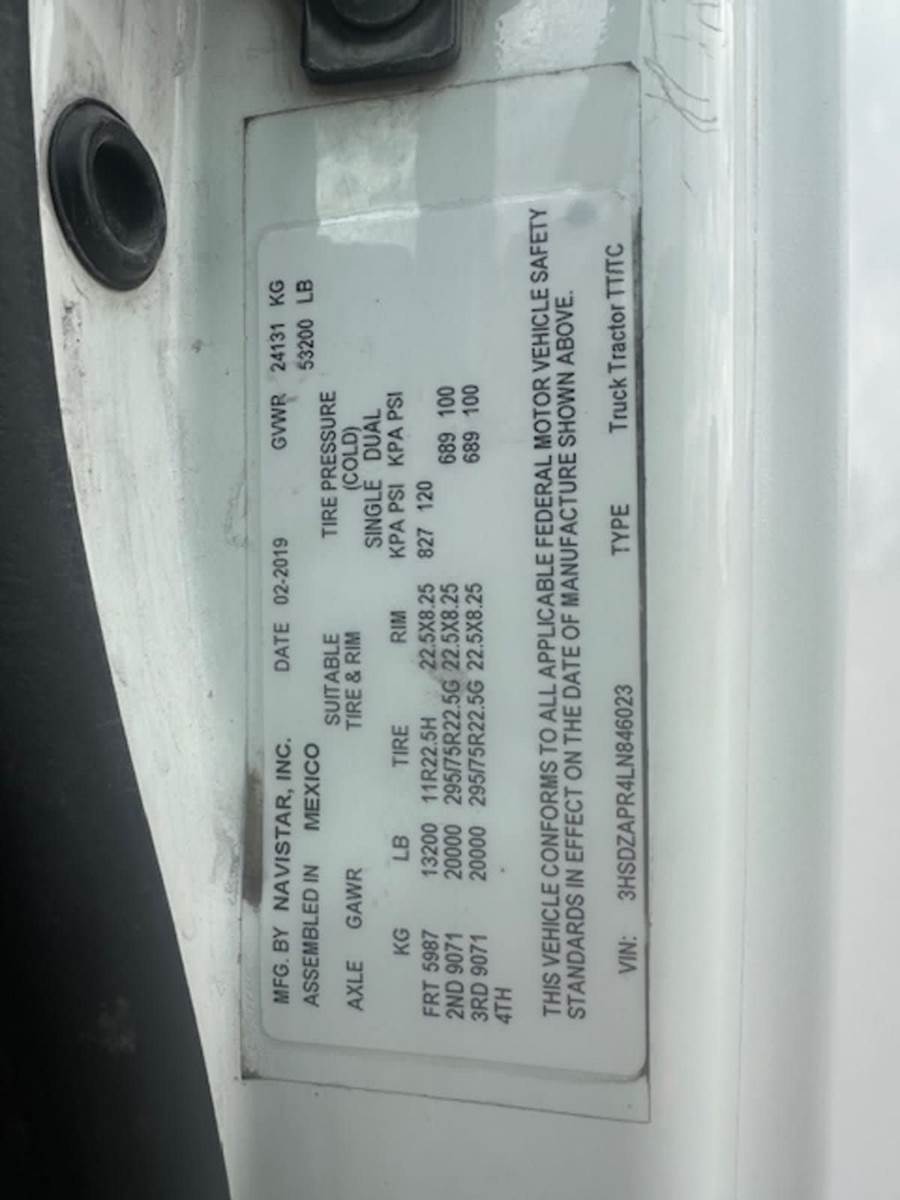 MFG. BY NAVISTAR, INC. DATE 02-2019 GVWR 24131 KG
ASSEMBLED IN MEXICO 53200 LB
SUITABLE TIRE PRESSURE
AXLE GAWR TIRE & RIM (COLD)
SINGLE DUAL
KG LB TIRE RIM KPA PSI KPA PSI
FRT 5987 13200 11R22.5H 22.5X8.25 827 120
2ND 9071 20000 295/75R22.5G 22.5X8.25 689 100
3RD 9071 20000 295/75R22.5G 22.5X8.25 689 100
4TH
THIS VEHICLE CONFORMS TO ALL APPLICABLE FEDERAL MOTOR VEHICLE SAFETY
STANDARDS IN EFFECT ON THE DATE OF MANUFACTURE SHOWN ABOVE.
VIN: 3HSDZAPR4LN846023 TYPE Truck Tractor TT/TC